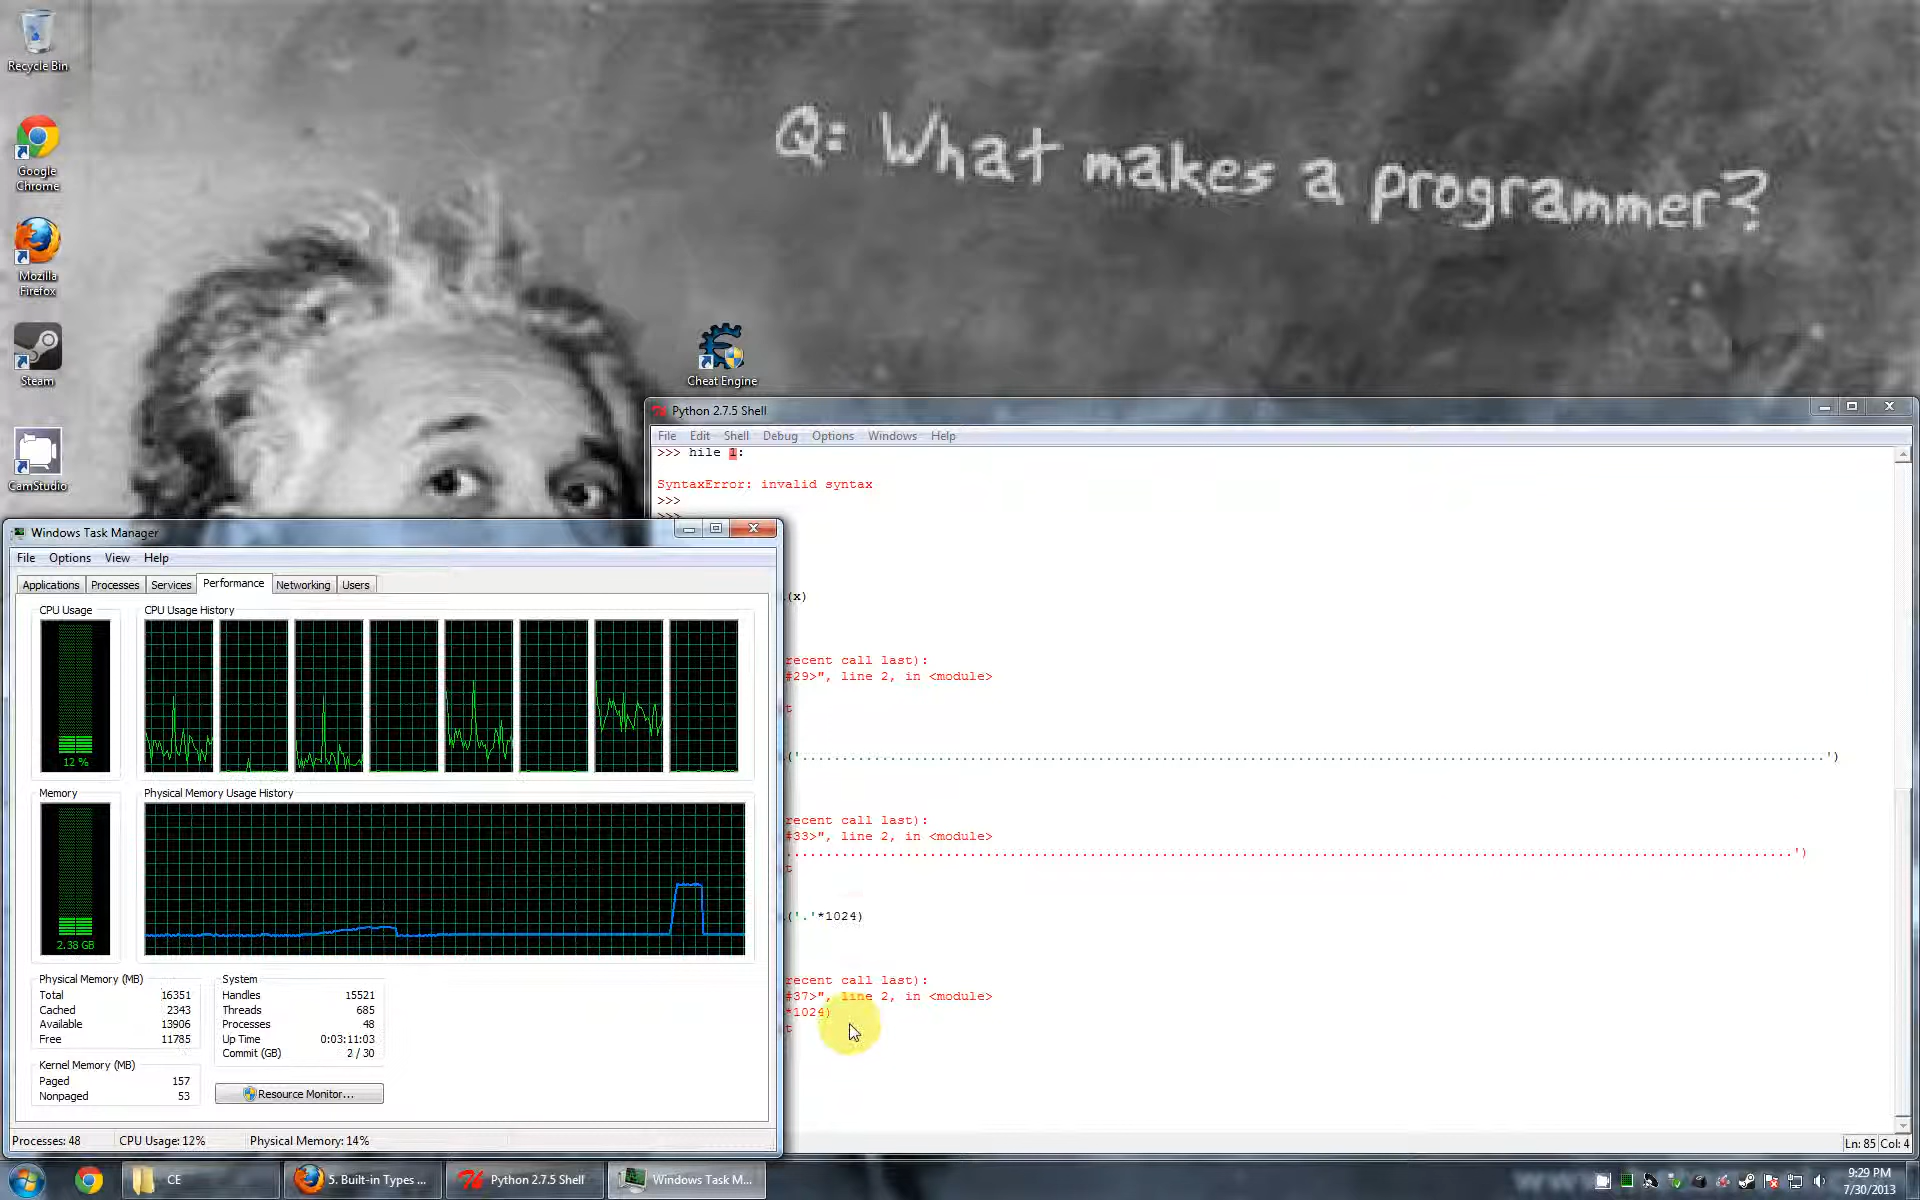 Recycle Bin
Q: What makes a programmer?
Google
Chrome
Mozilla
Firefox
Steam
Cheat Engine
CamStudio
Python 2.7.5 Shell
File Edit Shell Debug Options Windows Help
>>> hile 1:
SyntaxError: invalid syntax
>>>
>>>
(x)
recent call last):
#29>", line 2, in <module>
t
('..............................................................................................................................')
recent call last):
#33>", line 2, in <module>
..............................................................................................................................')
t
('.'*1024)
recent call last):
#37>", line 2, in <module>
*1024)
t
Ln: 85 Col: 4
Windows Task Manager
File Options View Help
Applications Processes Services Performance Networking Users
CPU Usage CPU Usage History
12 %
Memory Physical Memory Usage History
2.38 GB
Physical Memory (MB)
Total 16351
Cached 2343
Available 13906
Free 11785
Kernel Memory (MB)
Paged 157
Nonpaged 53
System
Handles 15521
Threads 685
Processes 48
Up Time 0:03:11:03
Commit (GB) 2 / 30
Resource Monitor...
Processes: 48 CPU Usage: 12% Physical Memory: 14%
CE
5. Built-in Types ...
Python 2.7.5 Shell
Windows Task M...
9:29 PM
7/30/2013